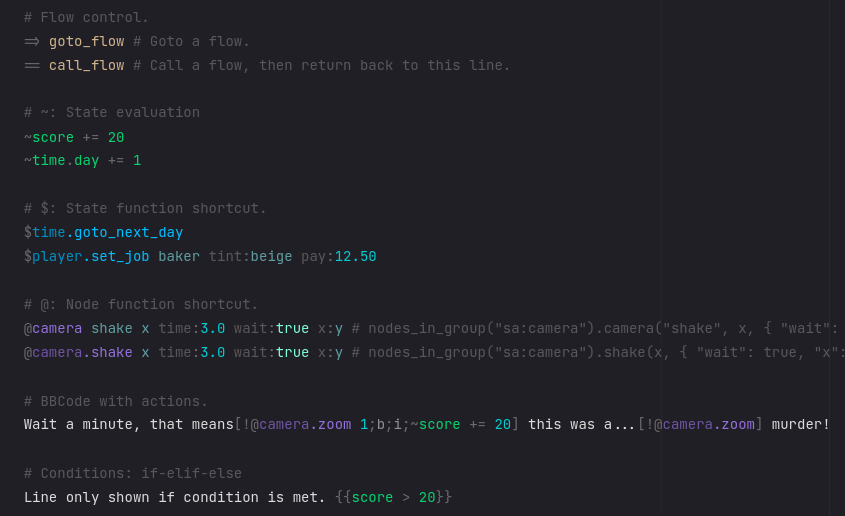 # Flow control.
=> goto_flow # Goto a flow.
== call_flow # Call a flow, then return back to this line.
# ~: State evaluation
~score += 20
~time.day += 1
# $: State function shortcut.
$time.goto_next_day
$player.set_job baker tint:beige pay:12.50
# @: Node function shortcut.
@camera shake x time:3.0 wait:true x:y # nodes_in_group("sa:camera").camera("shake", x, { "wait":
@camera.shake x time:3.0 wait:true x:y # nodes_in_group("sa:camera").shake(x, { "wait": true, "x":
# BBCode with actions.
Wait a minute, that means[!@camera.zoom 1;b;i;~score += 20] this was a...[!@camera.zoom] murder!
# Conditions: if-elif-else
Line only shown if condition is met. {{score > 20}}